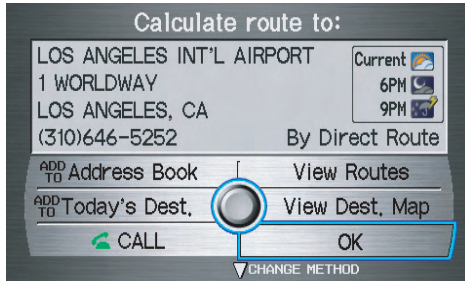 Calculate route to:
LOS ANGELES INT'L AIRPORT
1 WORLDWAY
LOS ANGELES, CA
(310)646-5252
By Direct Route
Current
6PM
9PM
ADD TO Address Book
View Routes
ADD TO Today's Dest.
View Dest. Map
CALL
OK
CHANGE METHOD